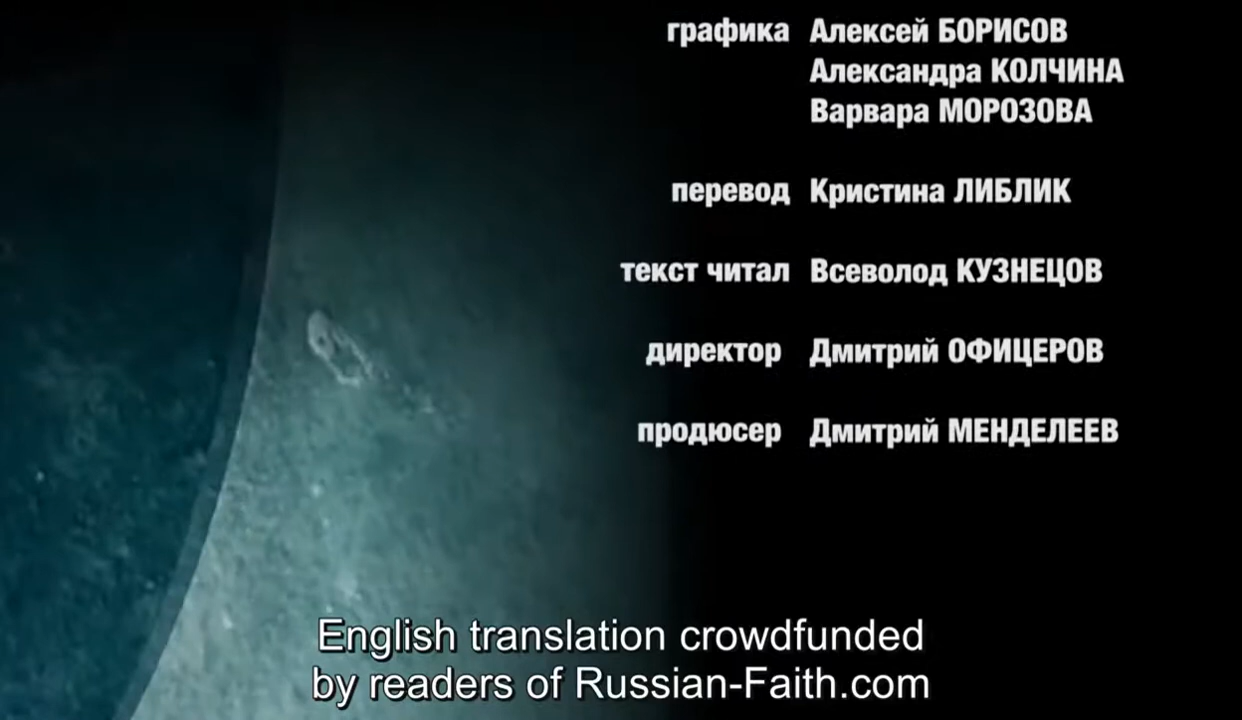 графика Алексей БОРИСОВ
Александра КОЛЧИНА
Варвара МОРОЗОВА
перевод Кристина ЛИБЛИК
текст читал Всеволод КУЗНЕЦОВ
директор Дмитрий ОФИЦЕРОВ
продюсер Дмитрий МЕНДЕЛЕЕВ
English translation crowdfunded
by readers of Russian-Faith.com